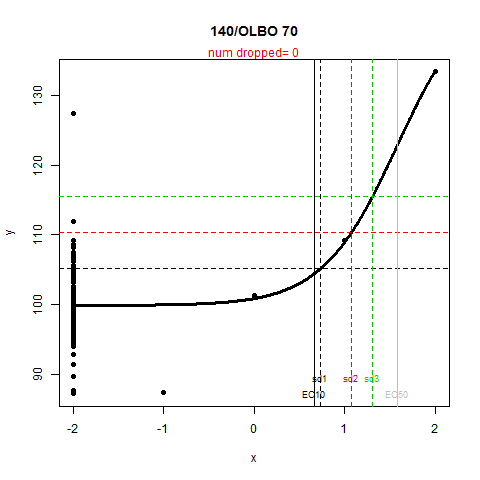 140/OLBO 70
num dropped= 0
130
120
110
100
90
y
sd1 sd2 sd3
EC10 EC50
-2 -1 0 1 2
x